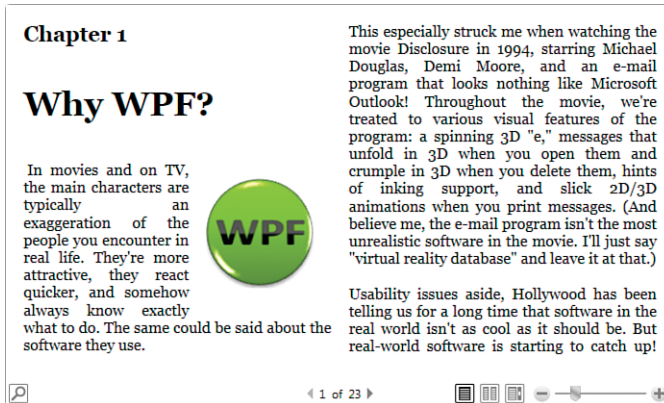 Chapter 1
Why WPF?
In movies and on TV,
the main characters are
typically an
exaggeration of the
people you encounter in
real life. They're more
attractive, they react
quicker, and somehow
always know exactly
what to do. The same could be said about the
software they use.
WPF
This especially struck me when watching the
movie Disclosure in 1994, starring Michael
Douglas, Demi Moore, and an e-mail
program that looks nothing like Microsoft
Outlook! Throughout the movie, we're
treated to various visual features of the
program: a spinning 3D "e," messages that
unfold in 3D when you open them and
crumple in 3D when you delete them, hints
of inking support, and slick 2D/3D
animations when you print messages. (And
believe me, the e-mail program isn't the most
unrealistic software in the movie. I'll just say
"virtual reality database" and leave it at that.)
Usability issues aside, Hollywood has been
telling us for a long time that software in the
real world isn't as cool as it should be. But
real-world software is starting to catch up!
1 of 23